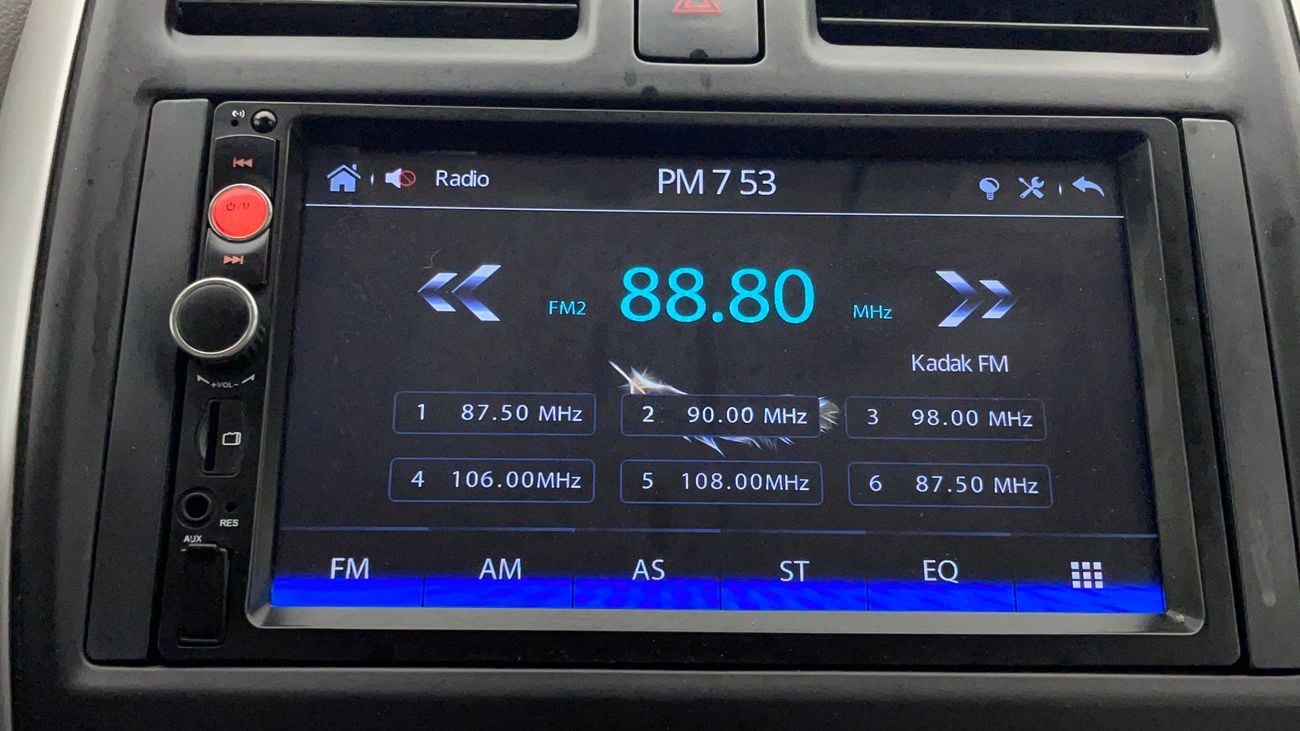 Radio
PM 7 53
⏻/M
FM2
88.80
MHz
Kadak FM
+VOL-
1 87.50 MHz
2 90.00 MHz
3 98.00 MHz
4 106.00MHz
5 108.00MHz
6 87.50 MHz
RES
AUX
FM
AM
AS
ST
EQ